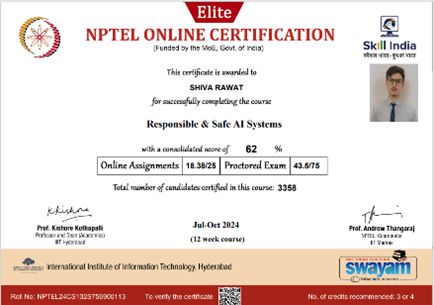 Elite
NPTEL ONLINE CERTIFICATION
(Funded by the MoE, Govt. of India)
Skill India
कौशल भारत - कुशल भारत
This certificate is awarded to
SHIVA RAWAT
for successfully completing the course
Responsible & Safe AI Systems
with a consolidated score of 62 %
Online Assignments 18.38/25 Proctored Exam 43.5/75
Total number of candidates certified in this course: 3358
Prof. Kishore Kothapalli
Professor and Dean (Academics)
IIT Hyderabad
Jul-Oct 2024
(12 week course)
Prof. Andrew Thangaraj
NPTEL Coordinator
IIT Madras
International Institute of Information Technology, Hyderabad
swayam
Roll No: NPTEL24CS132S756900113
To verify the certificate
No. of credits recommended: 3 or 4